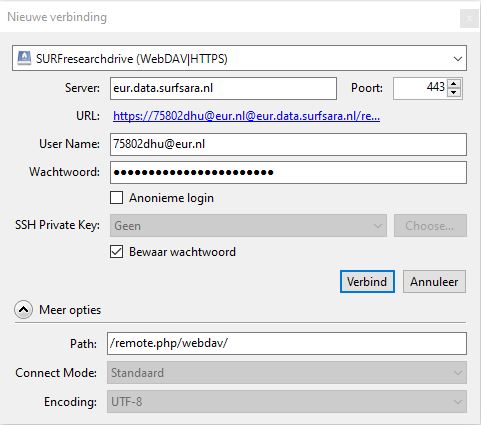 Nieuwe verbinding
x
SURFresearchdrive (WebDAV|HTTPS)
Server: eur.data.surfsara.nl Poort: 443
URL: https://75802dhu@eur.nl@eur.data.surfsara.nl/re...
User Name: 75802dhu@eur.nl
Wachtwoord: ●●●●●●●●●●●●●●●●●●●●●●●
Anonieme login
SSH Private Key: Geen Choose...
Bewaar wachtwoord
Verbind Annuleer
Meer opties
Path: /remote.php/webdav/
Connect Mode: Standaard
Encoding: UTF-8